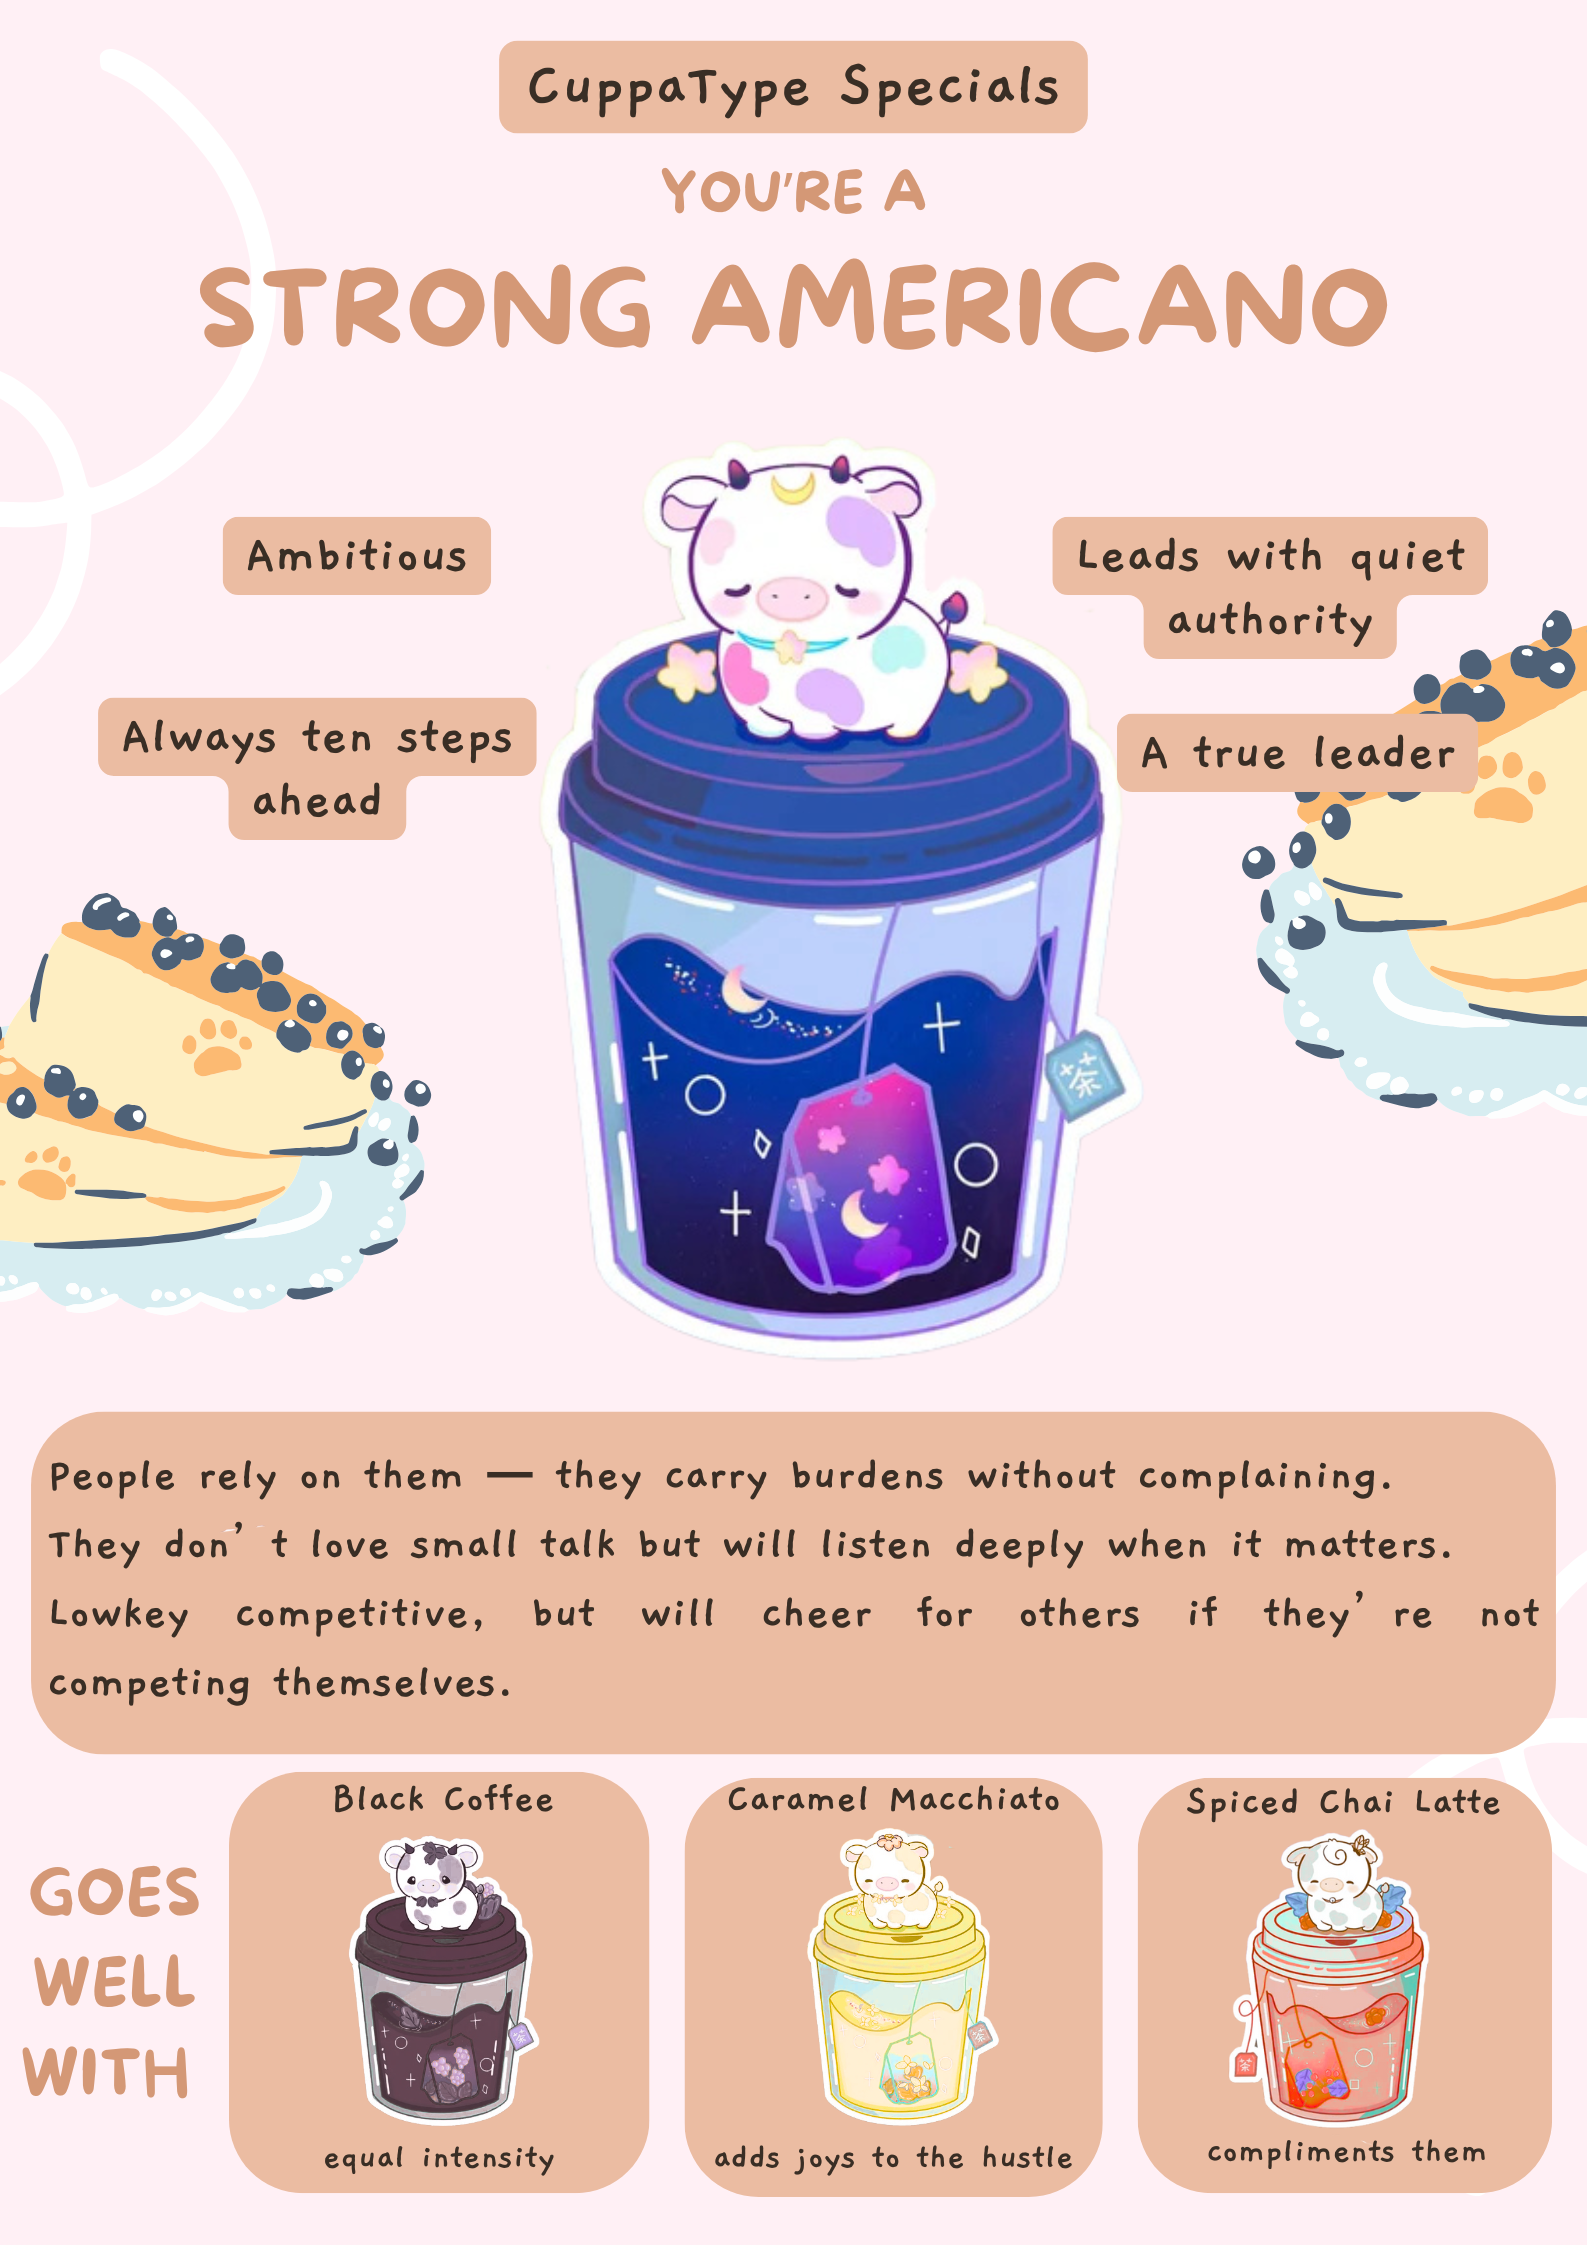 CuppaType Specials
YOU'RE A
STRONG AMERICANO
Ambitious
Leads with quiet
authority
Always ten steps
ahead
A true leader
茶
People rely on them — they carry burdens without complaining.
They don’ t love small talk but will listen deeply when it matters.
Lowkey competitive, but will cheer for others if they’ re not
competing themselves.
GOES
WELL
WITH
Black Coffee
茶
equal intensity
Caramel Macchiato
茶
adds joys to the hustle
Spiced Chai Latte
茶
compliments them